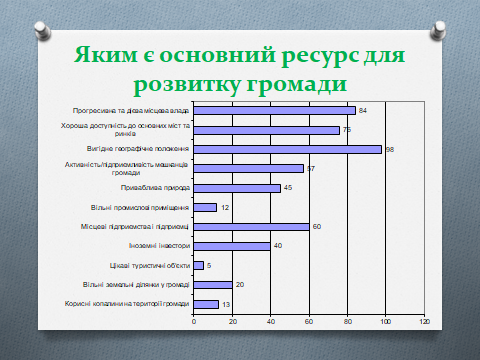 Яким є основний ресурс для
розвитку громади
Прогресивна та дієва місцева влада
84
Хороша доступність до основних міст та
ринків
76
Вигідне географічне положення
98
Активність/підприємливість мешканців
громади
57
Приваблива природа
45
Вільні промислові приміщення
12
Місцеві підприємства і підприємці
60
Іноземні інвестори
40
Цікаві туристичні об'єкти
5
Вільні земельні ділянки у громаді
20
Корисні копалини на території громади
13
0 20 40 60 80 100 120